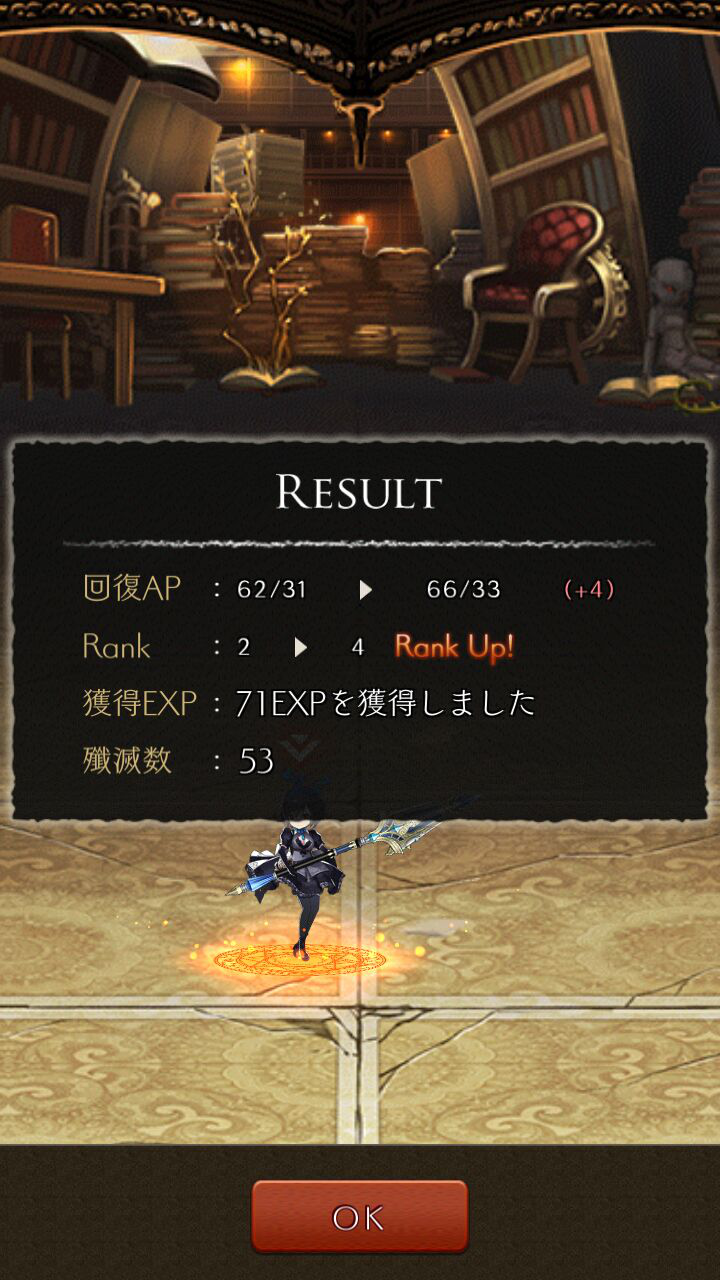 RESULT
回復AP : 62/31 ▶ 66/33 (+4)
Rank : 2 ▶ 4 Rank Up!
獲得EXP : 71EXPを獲得しました
殲滅数 : 53
OK